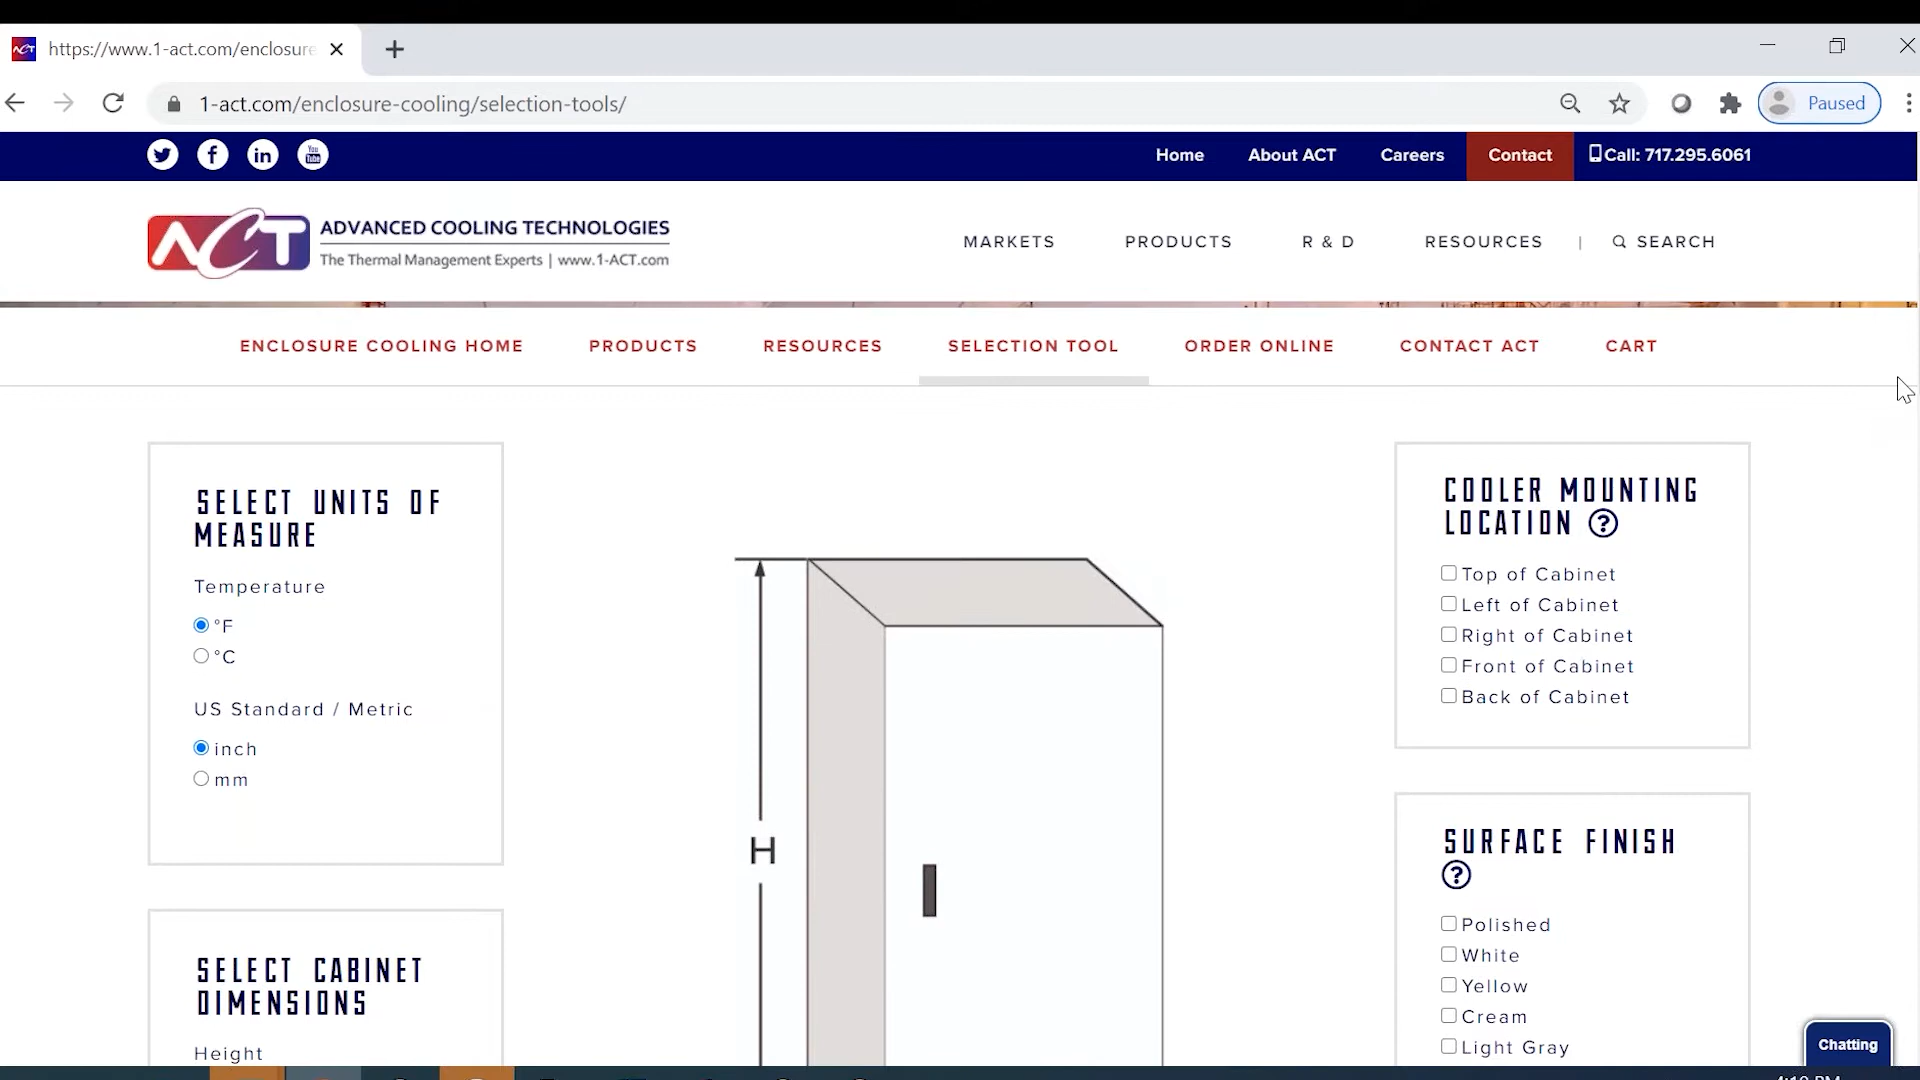 https://www.1-act.com/enclosure
1-act.com/enclosure-cooling/selection-tools/
Paused
Home
About ACT
Careers
Contact
Call: 717.295.6061
You
Tube
ACT
ADVANCED COOLING TECHNOLOGIES
The Thermal Management Experts | www.1-ACT.com
MARKETS
PRODUCTS
R & D
RESOURCES
|
SEARCH
ENCLOSURE COOLING HOME
PRODUCTS
RESOURCES
SELECTION TOOL
ORDER ONLINE
CONTACT ACT
CART
SELECT UNITS OF
MEASURE
Temperature
°F
°C
US Standard / Metric
inch
mm
SELECT CABINET
DIMENSIONS
Height
H
COOLER MOUNTING
LOCATION ?
Top of Cabinet
Left of Cabinet
Right of Cabinet
Front of Cabinet
Back of Cabinet
SURFACE FINISH
?
Polished
White
Yellow
Cream
Light Gray
Chatting